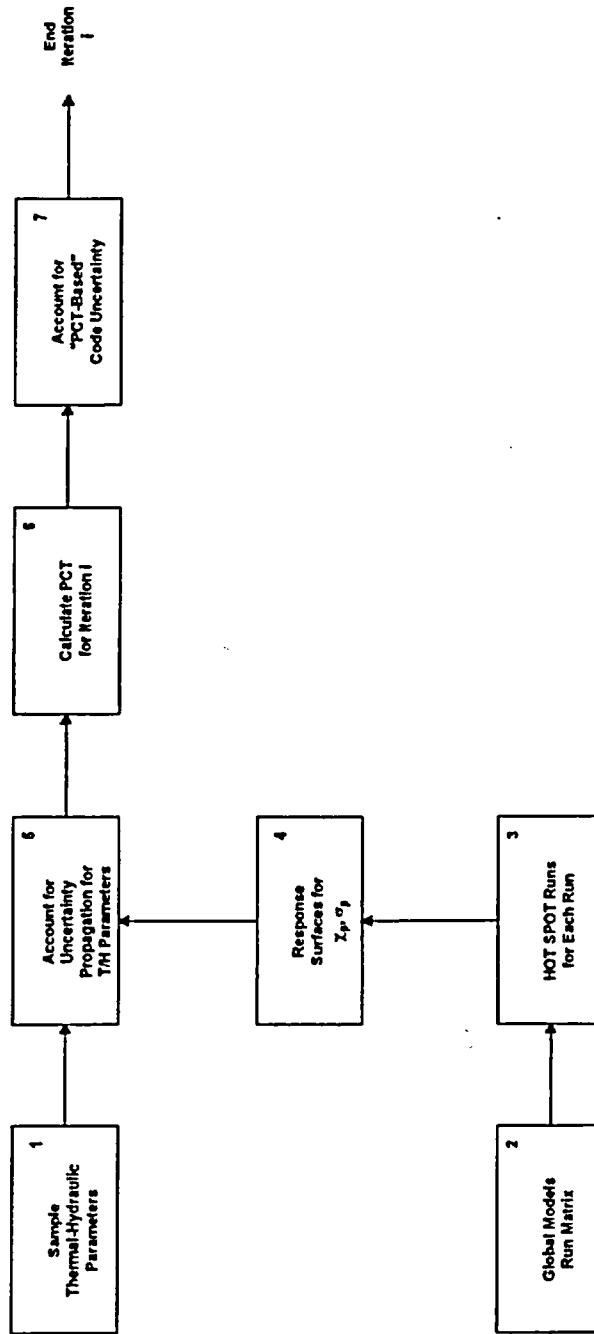 1
Sample
Thermal-Hydraulic
Parameters
2
Global Models
Run Matrix
3
HOT SPOT Runs
for Each Run
4
Response
Surfaces for
χₚ, σₚ
5
Account for
Uncertainty
Propagation for
T/H Parameters
6
Calculate PCT
for Iteration I
7
Account for
"PCT-Based"
Code Uncertainty
End
Iteration
I